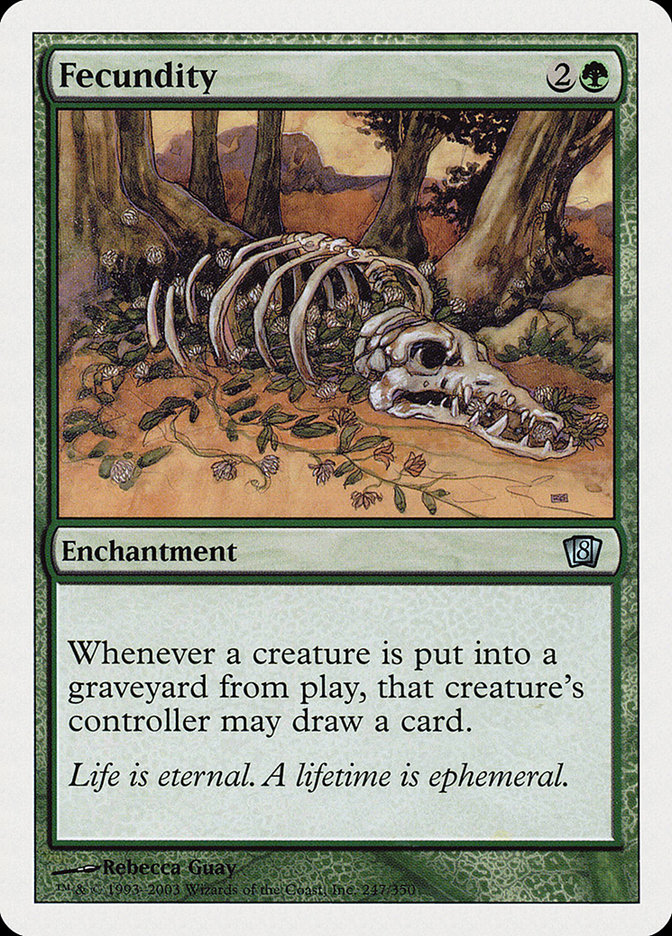 Fecundity 2
Enchantment 8
Whenever a creature is put into a
graveyard from play, that creature's
controller may draw a card.
Life is eternal. A lifetime is ephemeral.
Rebecca Guay
™ & © 1993–2003 Wizards of the Coast, Inc. 247/350